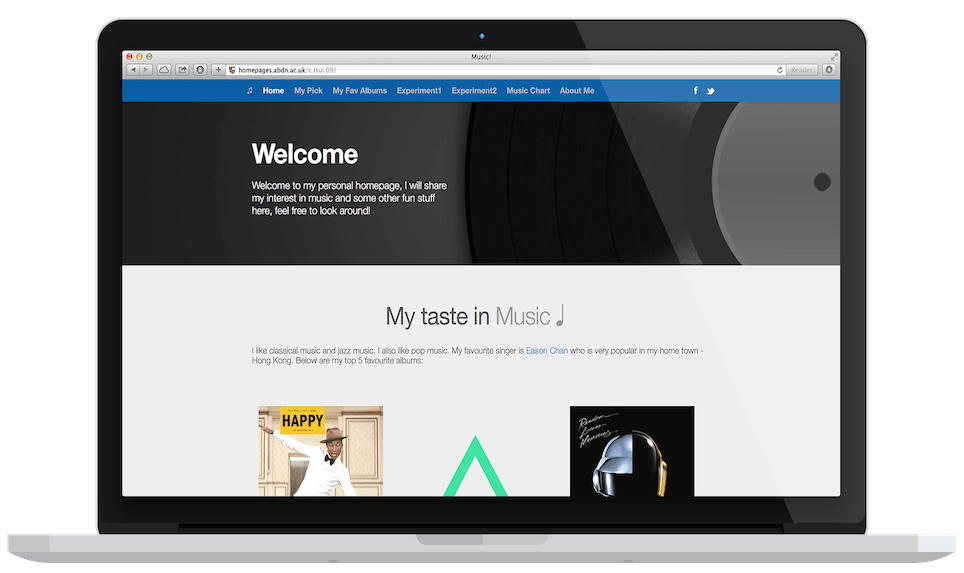 Music!
homepages.abdn.ac.uk/c.tsui.09/
Reader
Home My Pick My Fav Albums Experiment1 Experiment2 Music Chart About Me
Welcome
Welcome to my personal homepage, I will share
my interest in music and some other fun stuff
here, feel free to look around!
My taste in Music
I like classical music and jazz music. I also like pop music. My favourite singer is Eason Chan who is very popular in my home town -
Hong Kong. Below are my top 5 favourite albums:
HAPPY
Random
Access
Memories